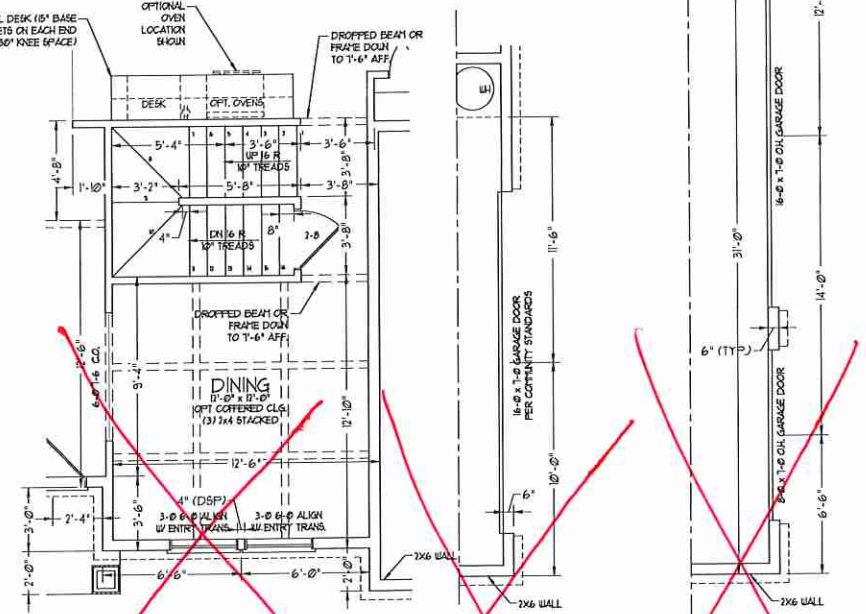 L DESK (15" BASE
ETS ON EACH END
30" KNEE SPACE)
OPTIONAL
OVEN
LOCATION
SHOWN
DROPPED BEAM OR
FRAME DOWN
TO 7'-6" AFF.
DESK
OPT. OVENS
5'-4"
3'-6"
3'-6"
UP 16 R
10" TREADS
4'-8"
1'-10"
3'-2"
5'-8"
3'-8"
3'-8"
4"
DN 16 R
10" TREADS
8"
2-8
3'-8"
DROPPED BEAM OR
FRAME DOWN
TO 7'-6" AFF.
12'-6"
9'-4"
DINING
12'-0" x 12'-0"
OPT COFFERED CLG.
(3) 2x4 STACKED
12'-10"
12'-6"
3'-6"
4" (DSP)
3-0 6-0 ALIGN
W/ ENTRY TRANS.
3-0 6-0 ALIGN
W/ ENTRY TRANS.
3'-0"
2'-4"
2'-0"
6'-6"
6'-0"
2'-0"
2X6 WALL
WH
11'-6"
16-0 x 7-0 GARAGE DOOR
PER COMMUNITY STANDARDS
10'-0"
6"
2X6 WALL
16-0 x 7-0 O.H. GARAGE DOOR
12'-
31'-0"
14'-0"
6" (TYP.)
8-0 x 7-0 O.H. GARAGE DOOR
6'-6"
2X6 WALL